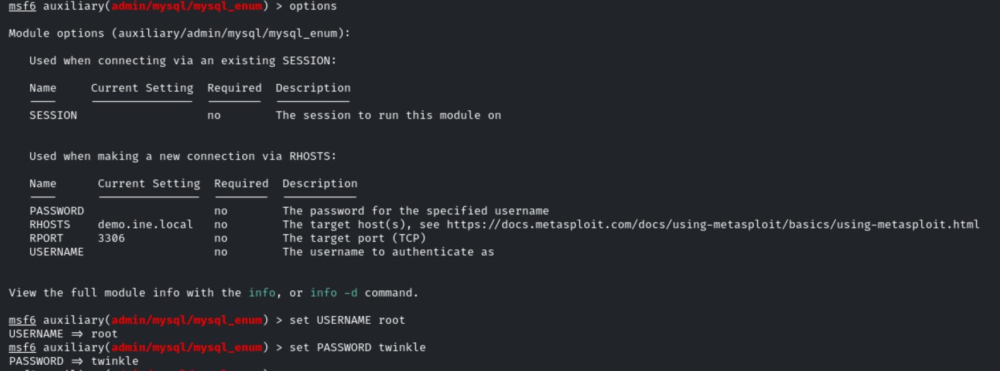 msf6 auxiliary(admin/mysql/mysql_enum) > options
Module options (auxiliary/admin/mysql/mysql_enum):
Used when connecting via an existing SESSION:
Name Current Setting Required Description
SESSION no The session to run this module on
Used when making a new connection via RHOSTS:
Name Current Setting Required Description
PASSWORD no The password for the specified username
RHOSTS demo.ine.local no The target host(s), see https://docs.metasploit.com/docs/using-metasploit/basics/using-metasploit.html
RPORT 3306 no The target port (TCP)
USERNAME no The username to authenticate as
View the full module info with the info, or info -d command.
msf6 auxiliary(admin/mysql/mysql_enum) > set USERNAME root
USERNAME => root
msf6 auxiliary(admin/mysql/mysql_enum) > set PASSWORD twinkle
PASSWORD => twinkle